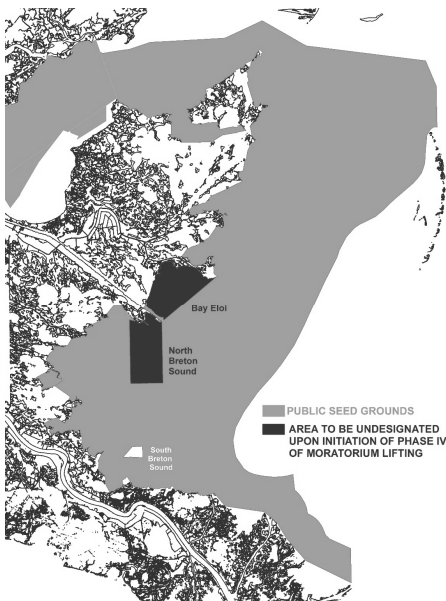 Bay Eloi
North
Breton
Sound
South
Breton
Sound
PUBLIC SEED GROUNDS
AREA TO BE UNDESIGNATED
UPON INITIATION OF PHASE IV
OF MORATORIUM LIFTING